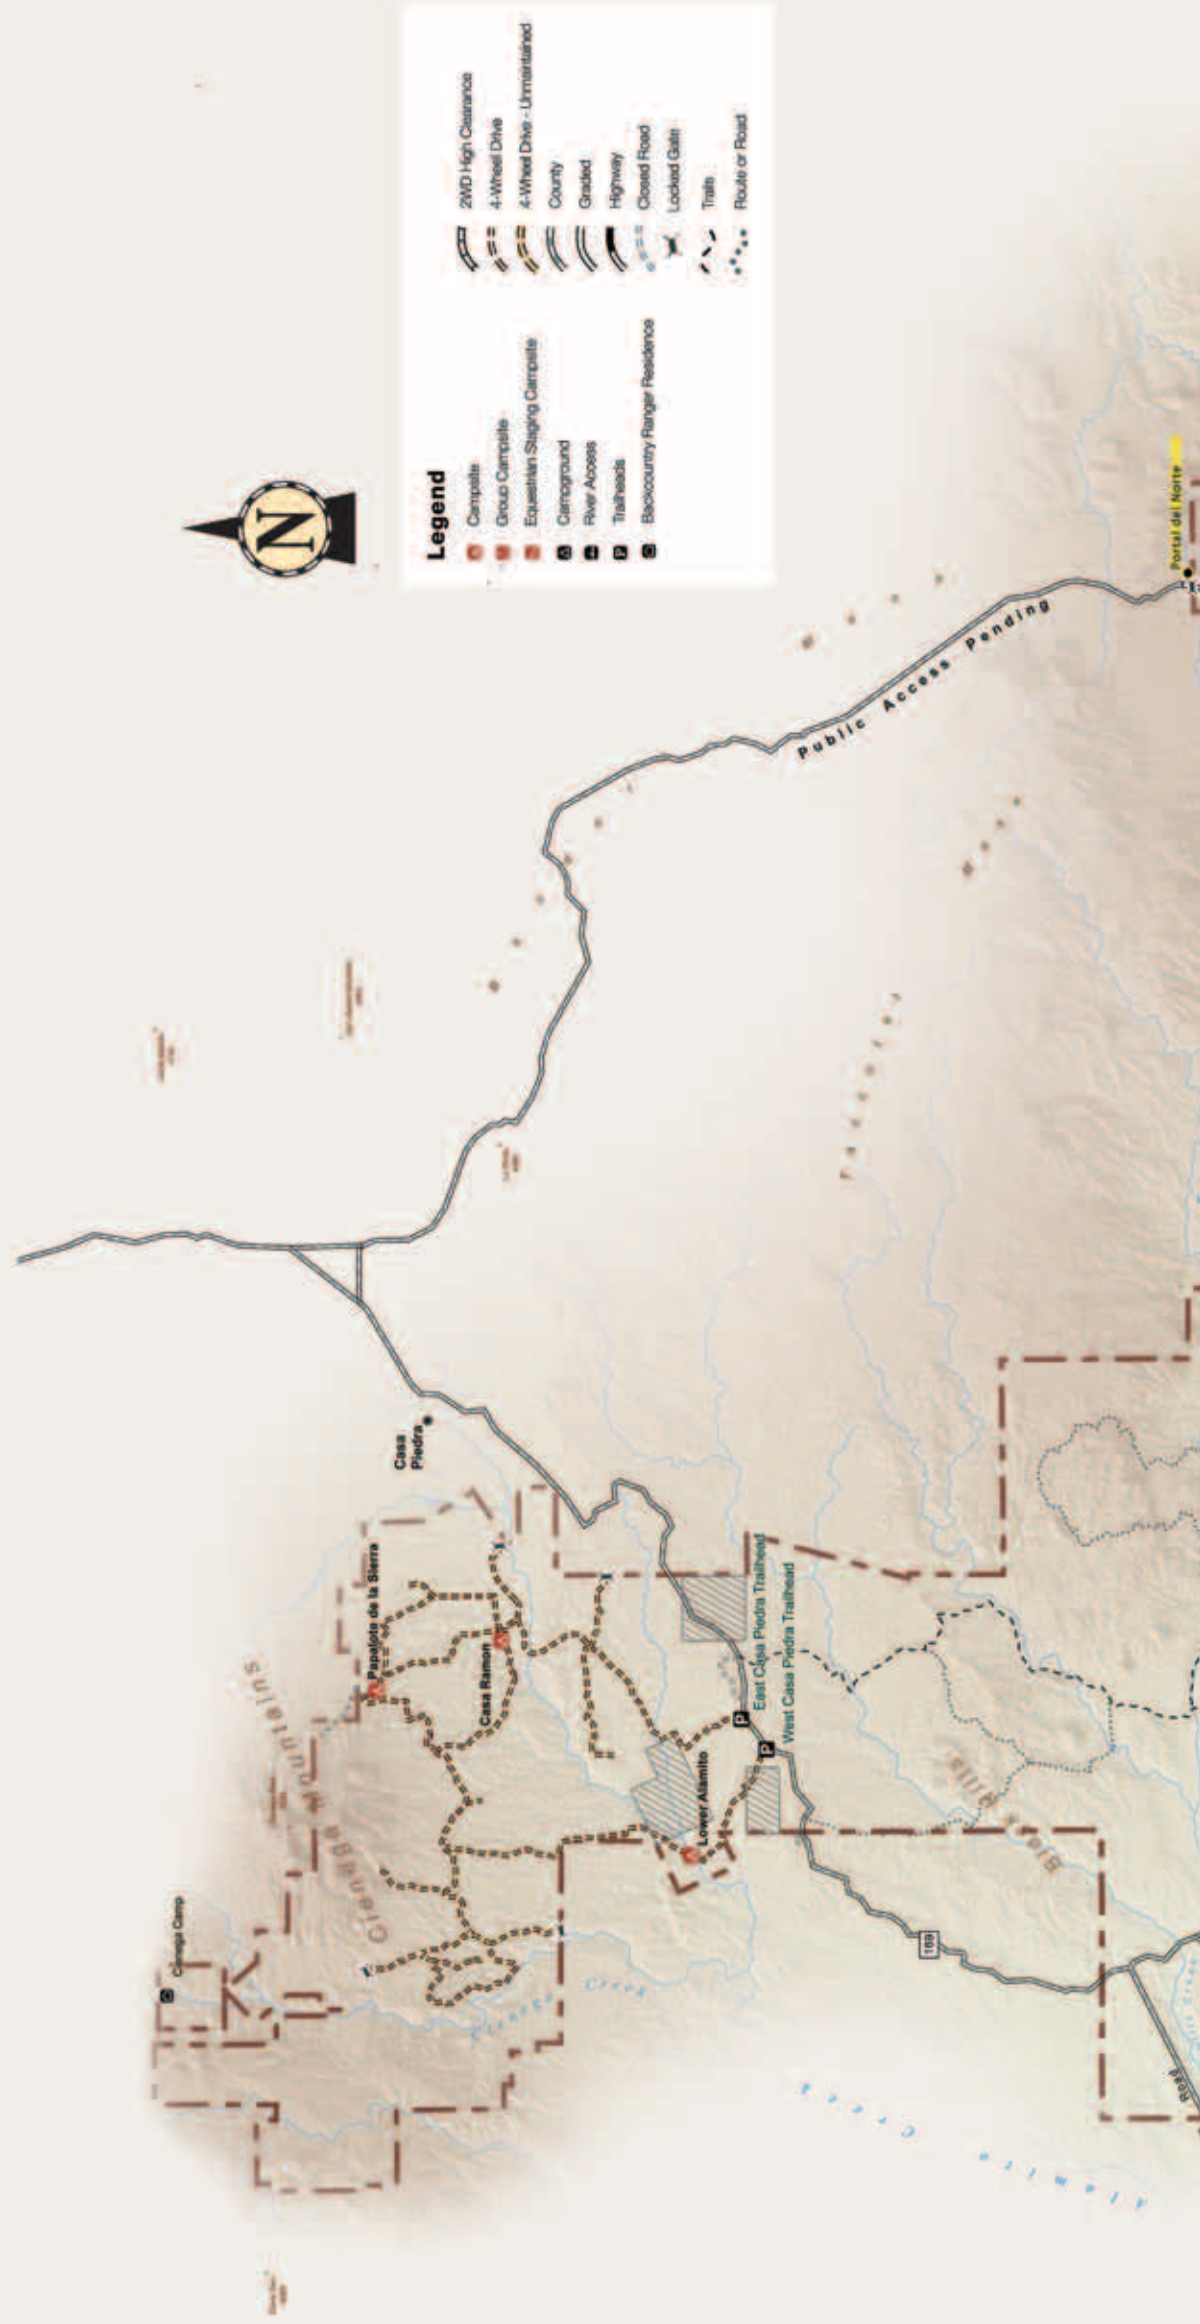 Legend
Campsite
Group Campsite
Equestrian Staging Campsite
Campground
River Access
Trailheads
Backcountry Ranger Residence
2WD High Clearance
4-Wheel Drive
4-Wheel Drive - Unmaintained
County
Graded
Highway
Closed Road
Locked Gate
Trails
Route or Road
N
Cienega Camp
Cienega Mountains
Papalote de la Sierra
Casa
Piedra
Casa Ramon
Cienega Creek
Lower Alamito
P
P
East Casa Piedra Trailhead
West Casa Piedra Trailhead
169
Black Hills
Alamito Creek
Road
Public Access Pending
Portal del Norte